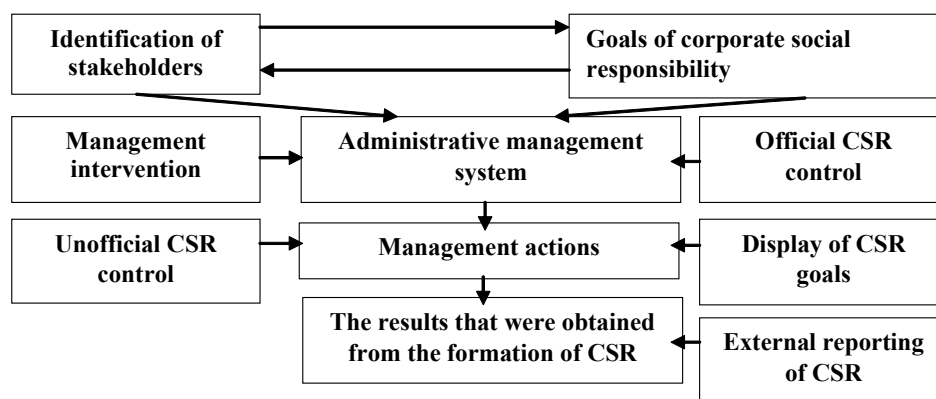 Identification of
stakeholders
Goals of corporate social
responsibility
Management
intervention
Administrative management
system
Official CSR
control
Unofficial CSR
control
Management actions
Display of CSR
goals
The results that were obtained
from the formation of CSR
External reporting
of CSR